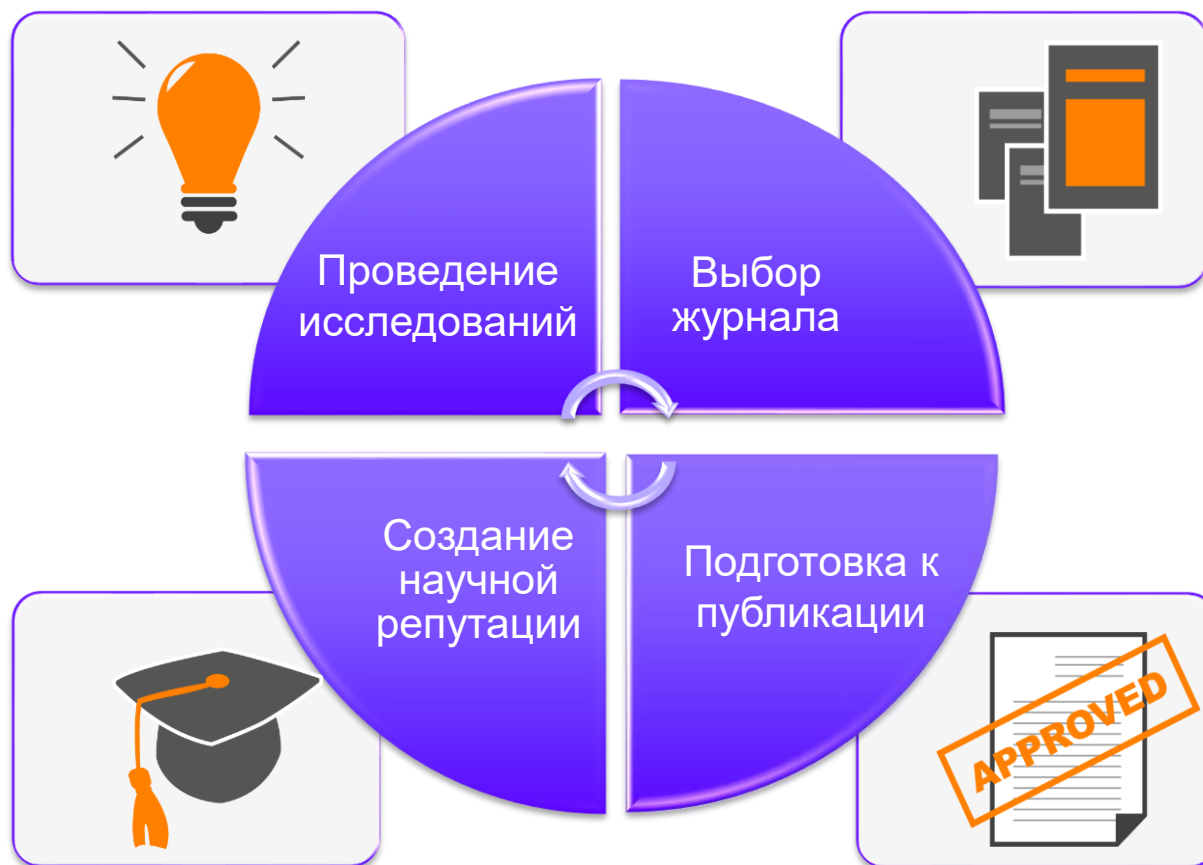 Проведение
исследований
Выбор
журнала
Создание
научной
репутации
Подготовка к
публикации
APPROVED